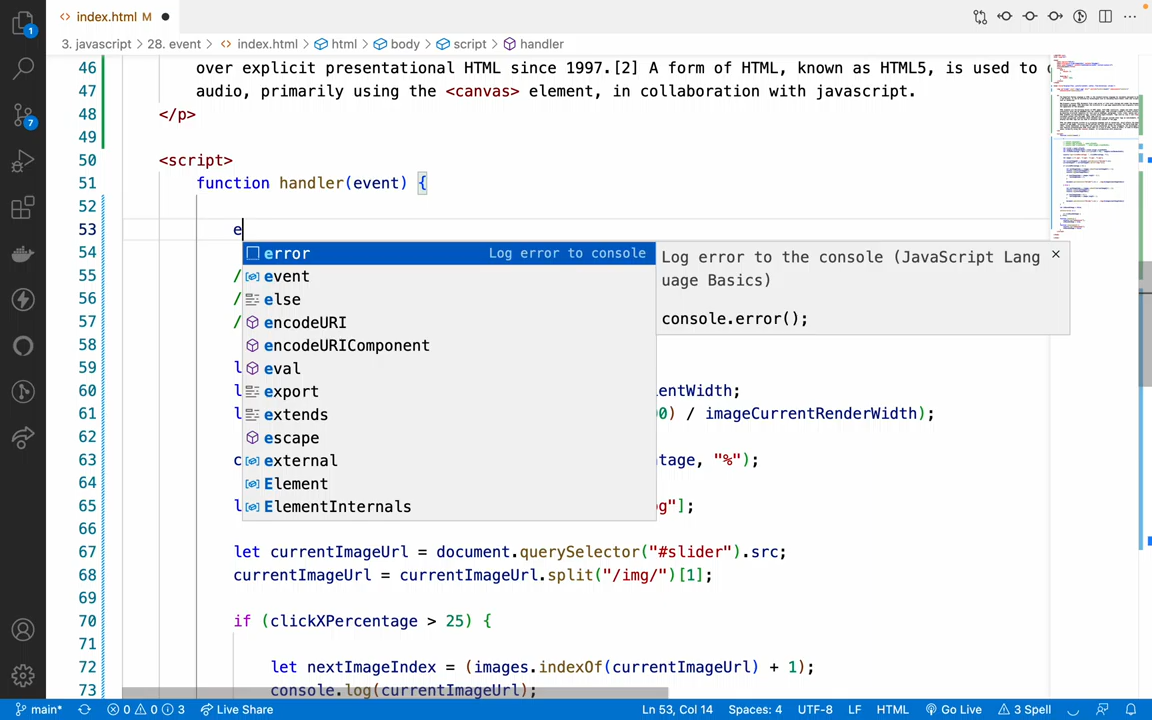 index.html M
1
3. javascript > 28. event > index.html > html > body > script > handler
46 over explicit presentational HTML since 1997.[2] A form of HTML, known as HTML5, is used to
47 audio, primarily using the <canvas> element, in collaboration with javascript.
48 </p>
49
50 <script>
51 function handler(event) {
52
53 e
54 error Log error to console
Log error to the console (JavaScript Lang
uage Basics)
console.error();
55 / event
56 / else
57 / encodeURI
58 encodeURIComponent
59 l eval
60 l export entWidth;
61 l extends 0) / imageCurrentRenderWidth);
62 escape
63 c external tage, "%");
64 Element
65 l ElementInternals g"];
66
67 let currentImageUrl = document.querySelector("#slider").src;
68 currentImageUrl = currentImageUrl.split("/img/")[1];
69
70 if (clickXPercentage > 25) {
71
72 let nextImageIndex = (images.indexOf(currentImageUrl) + 1);
73 console.log(currentImageUrl);
7
main* 0 0 3 Live Share Ln 53, Col 14 Spaces: 4 UTF-8 LF HTML Go Live 3 Spell